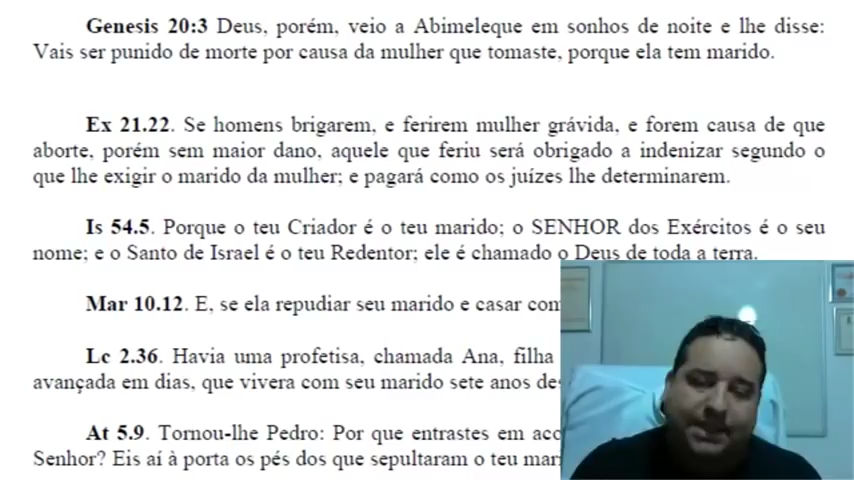 Genesis 20:3 Deus, porém, veio a Abimeleque em sonhos de noite e lhe disse:
Vais ser punido de morte por causa da mulher que tomaste, porque ela tem marido.
Ex 21.22. Se homens brigarem, e ferirem mulher grávida, e forem causa de que
aborte, porém sem maior dano, aquele que feriu será obrigado a indenizar segundo o
que lhe exigir o marido da mulher; e pagará como os juízes lhe determinarem.
Is 54.5. Porque o teu Criador é o teu marido; o SENHOR dos Exércitos é o seu
nome; e o Santo de Israel é o teu Redentor; ele é chamado o Deus de toda a terra.
Mar 10.12. E, se ela repudiar seu marido e casar
Lc 2.36. Havia uma profetisa, chamada Ana, filha
avançada em dias, que vivera com seu marido sete anos
At 5.9. Tornou-lhe Pedro: Por que entrastes em
Senhor? Eis aí à porta os pés dos que sepultaram o teu